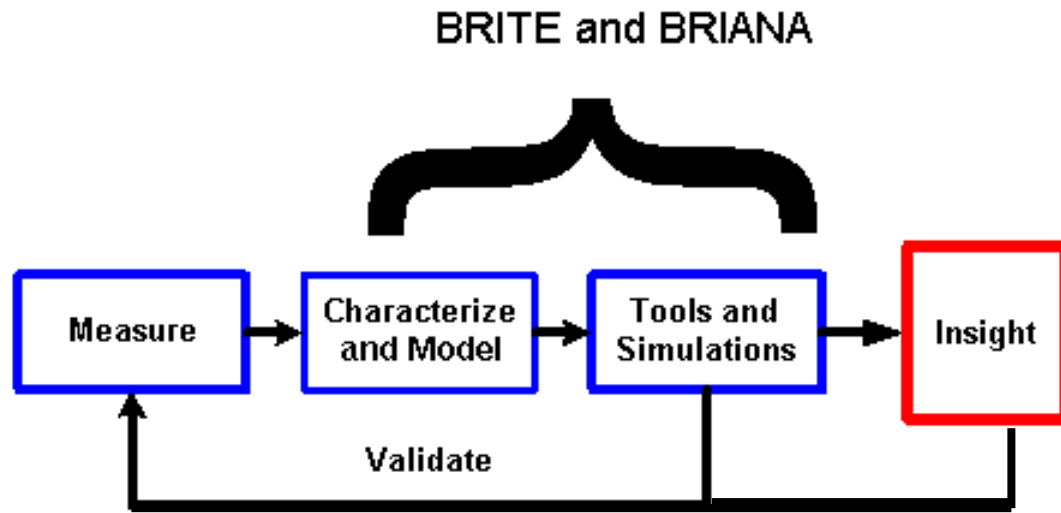 BRITE and BRIANA
Measure
Characterize
and Model
Tools and
Simulations
Insight
Validate